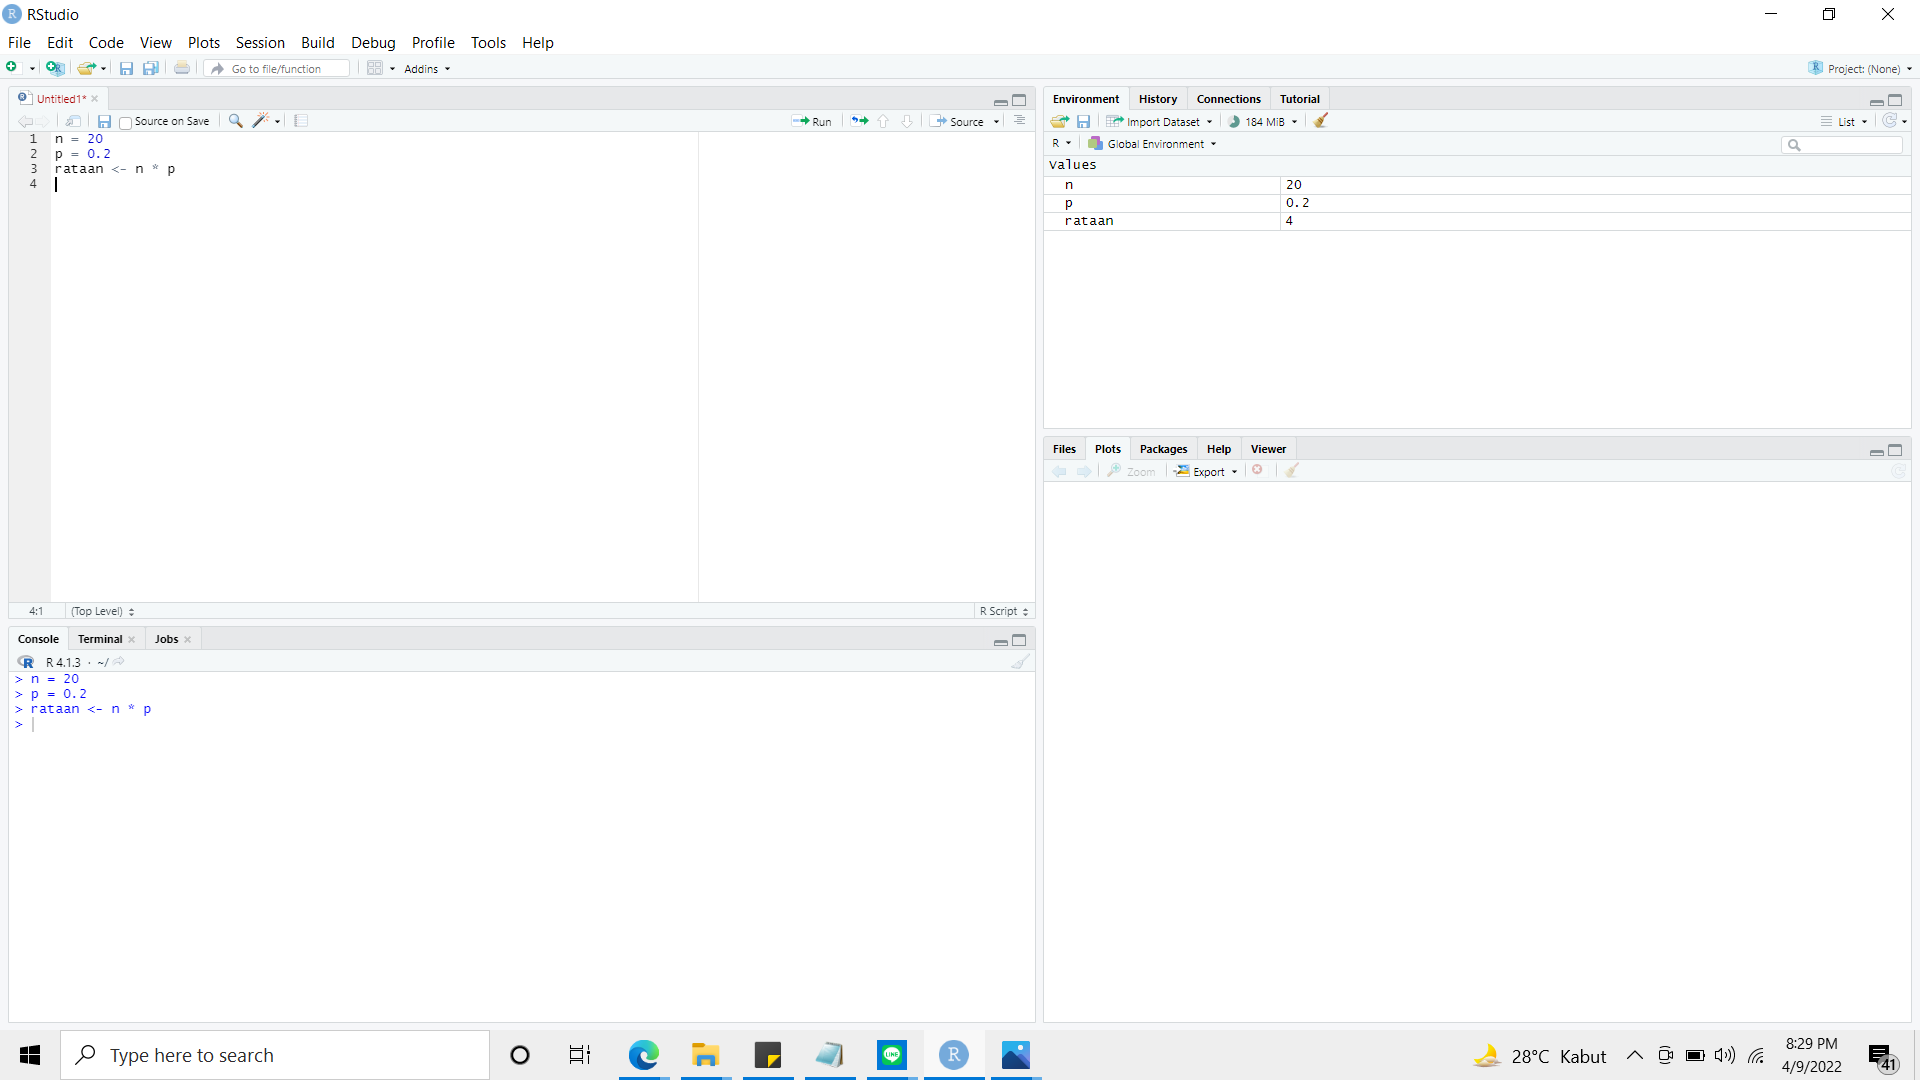 RStudio
File Edit Code View Plots Session Build Debug Profile Tools Help
Go to file/function Addins Project: (None)
Untitled1*
Source on Save Run Source
1 n = 20
2 p = 0.2
3 rataan <- n * p
4
4:1 (Top Level) R Script
Console Terminal Jobs
R 4.1.3 · ~/
> n = 20
> p = 0.2
> rataan <- n * p
>
Environment History Connections Tutorial
Import Dataset 184 MiB List
R Global Environment
Values
n 20
p 0.2
rataan 4
Files Plots Packages Help Viewer
Zoom Export
Type here to search
LINE
R
28°C Kabut
8:29 PM
4/9/2022
41